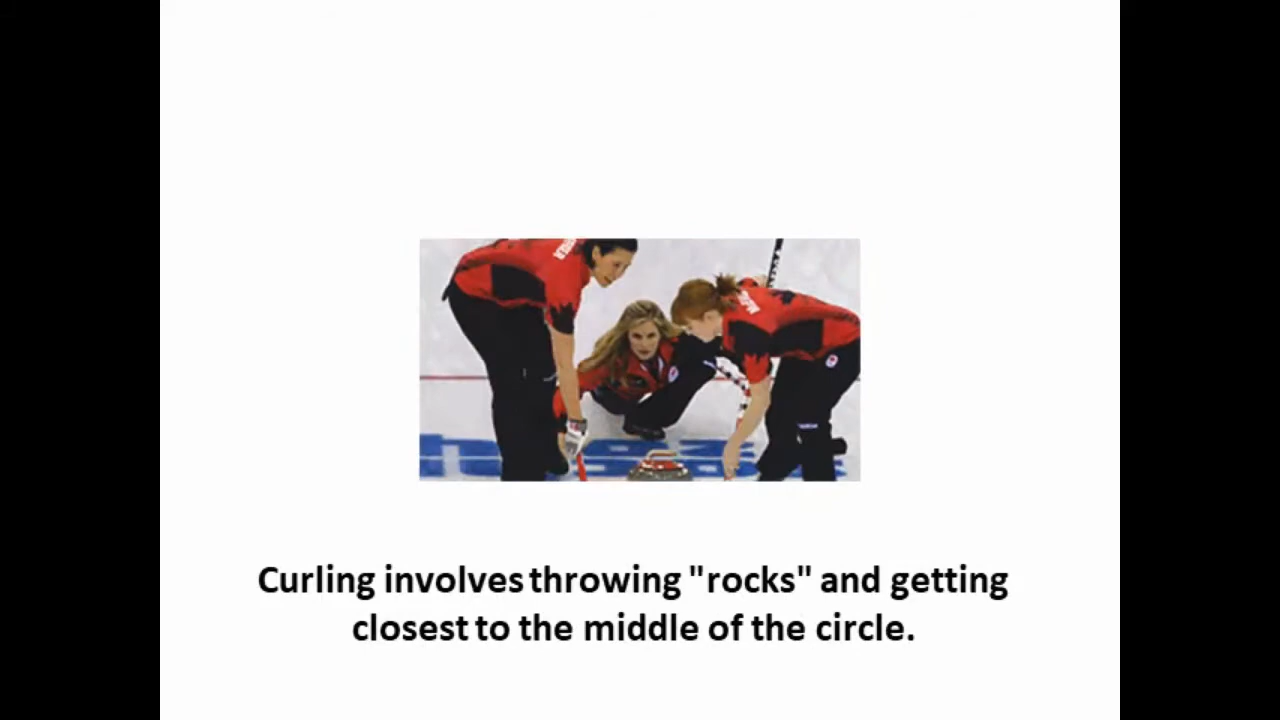 Curling involves throwing "rocks" and getting
closest to the middle of the circle.